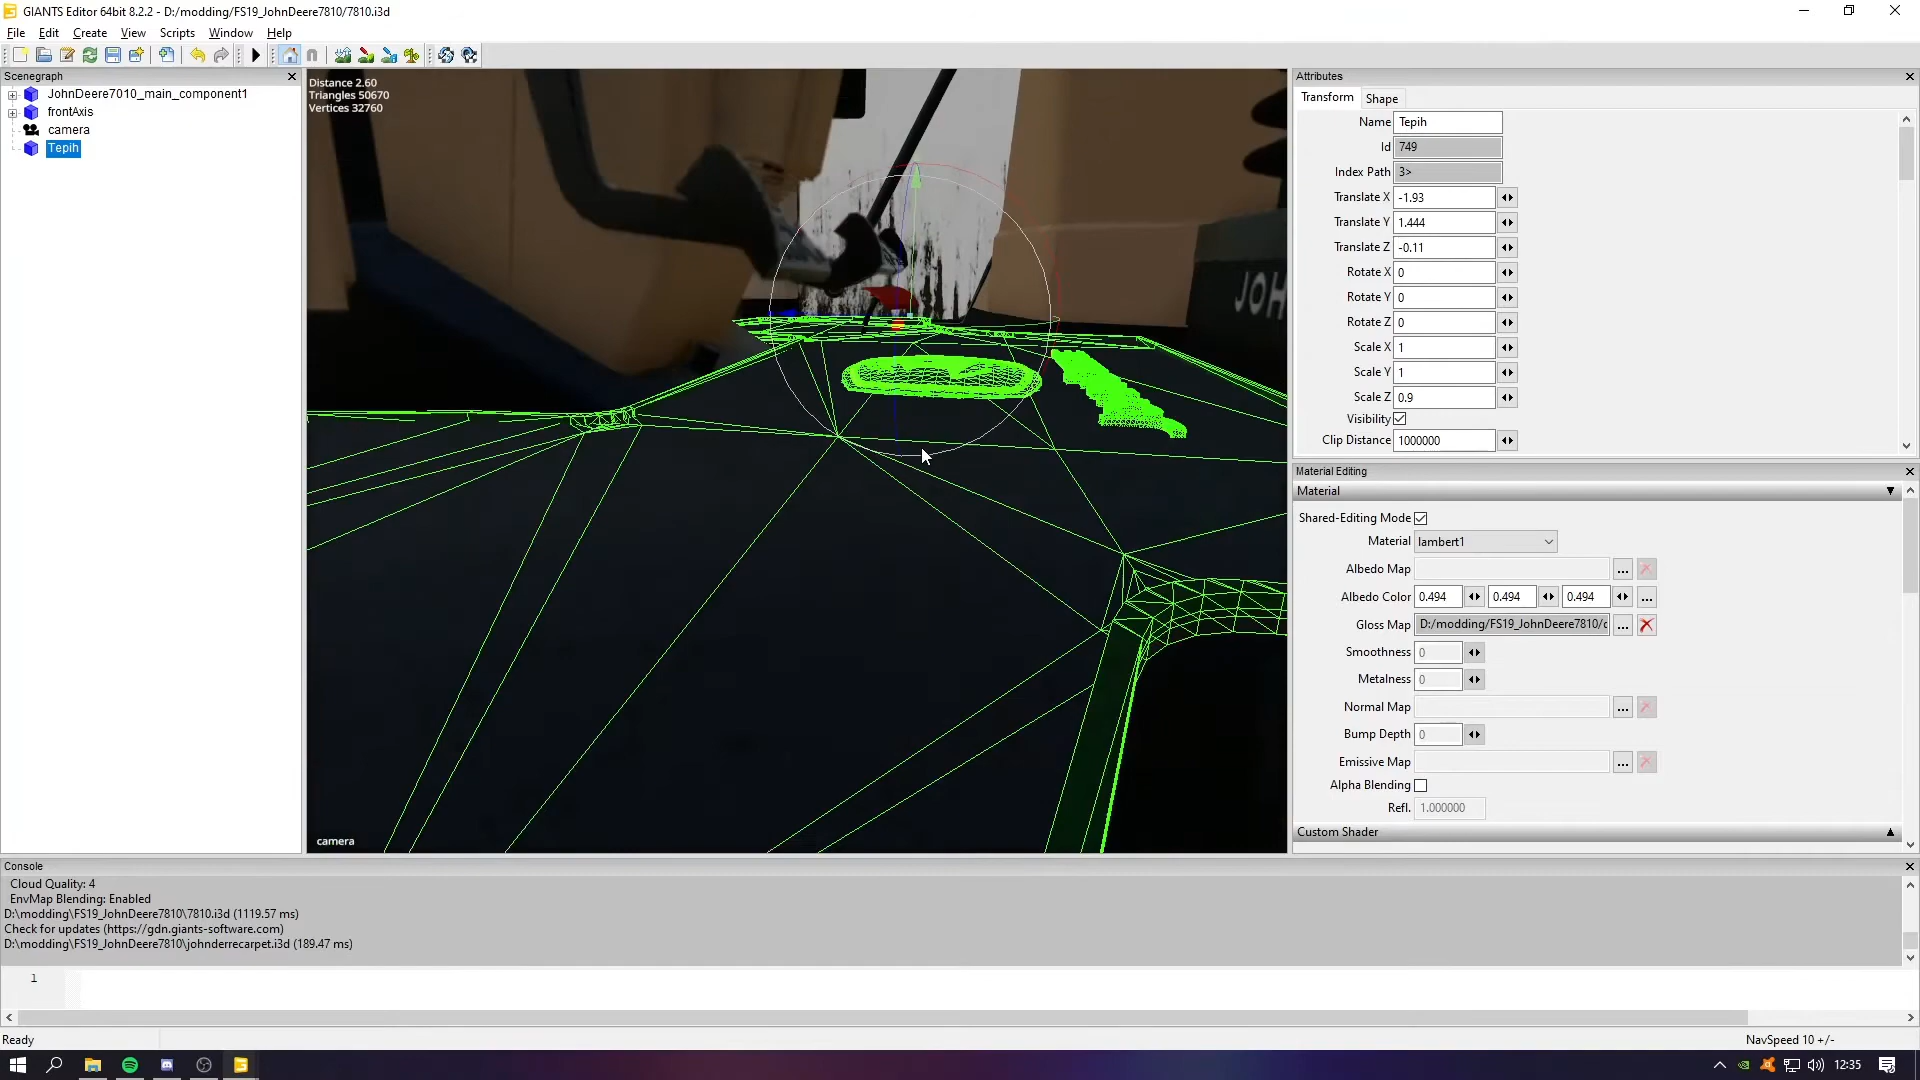 GIANTS Editor 64bit 8.2.2 - D:/modding/FS19_JohnDeere7810/7810.i3d
File Edit Create View Scripts Window Help
Scenegraph
JohnDeere7010_main_component1
frontAxis
camera
Tepih
Distance 2.60
Triangles 50670
Vertices 32760
JOH
camera
Attributes
Transform Shape
Name Tepih
Id 749
Index Path 3>
Translate X -1.93
Translate Y 1.444
Translate Z -0.11
Rotate X 0
Rotate Y 0
Rotate Z 0
Scale X 1
Scale Y 1
Scale Z 0.9
Visibility
Clip Distance 1000000
Material Editing
Material
Shared-Editing Mode
Material lambert1
Albedo Map ...
Albedo Color 0.494 0.494 0.494 ...
Gloss Map D:/modding/FS19_JohnDeere7810/c ...
Smoothness 0
Metalness 0
Normal Map ...
Bump Depth 0
Emissive Map ...
Alpha Blending
Refl. 1.000000
Custom Shader
Console
Cloud Quality: 4
EnvMap Blending: Enabled
D:\modding\FS19_JohnDeere7810\7810.i3d (1119.57 ms)
Check for updates (https://gdn.giants-software.com)
D:\modding\FS19_JohnDeere7810\johnderrecarpet.i3d (189.47 ms)
1
Ready
NavSpeed 10 +/-
12:35